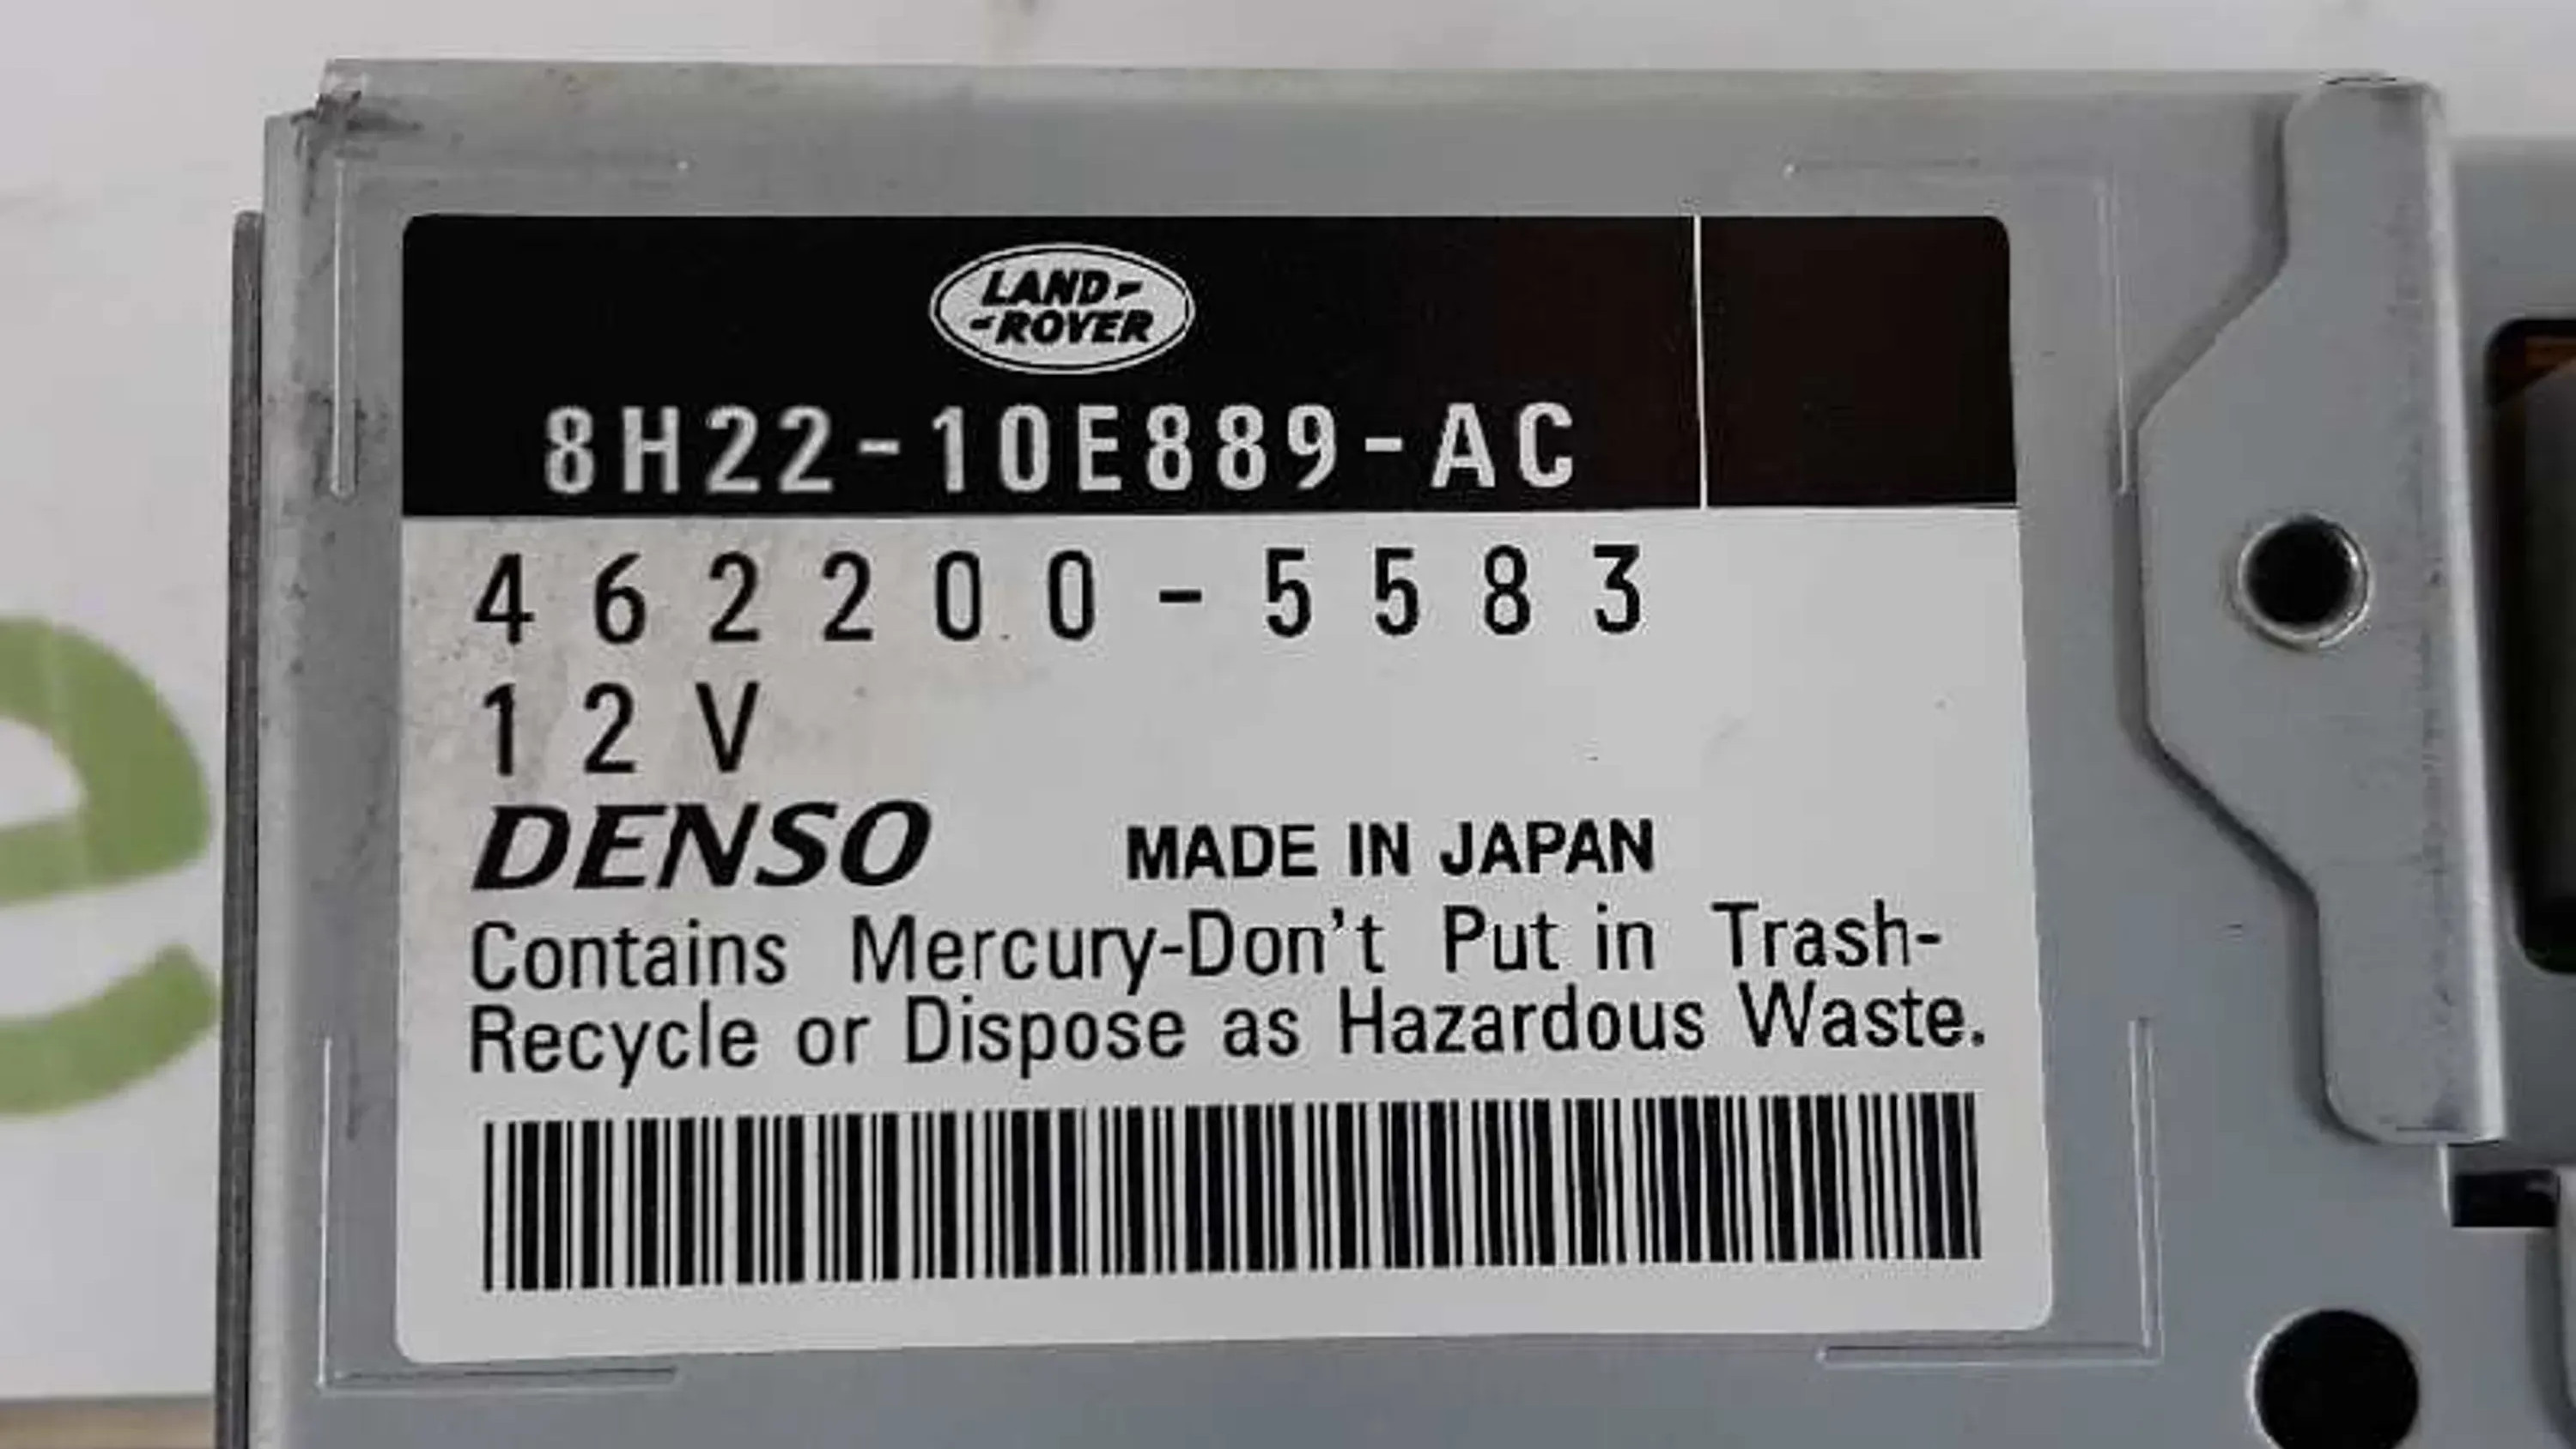 LAND-
-ROVER
8H22-10E889-AC
462200-5583
12V
DENSO MADE IN JAPAN
Contains Mercury-Don't Put in Trash-
Recycle or Dispose as Hazardous Waste.
e